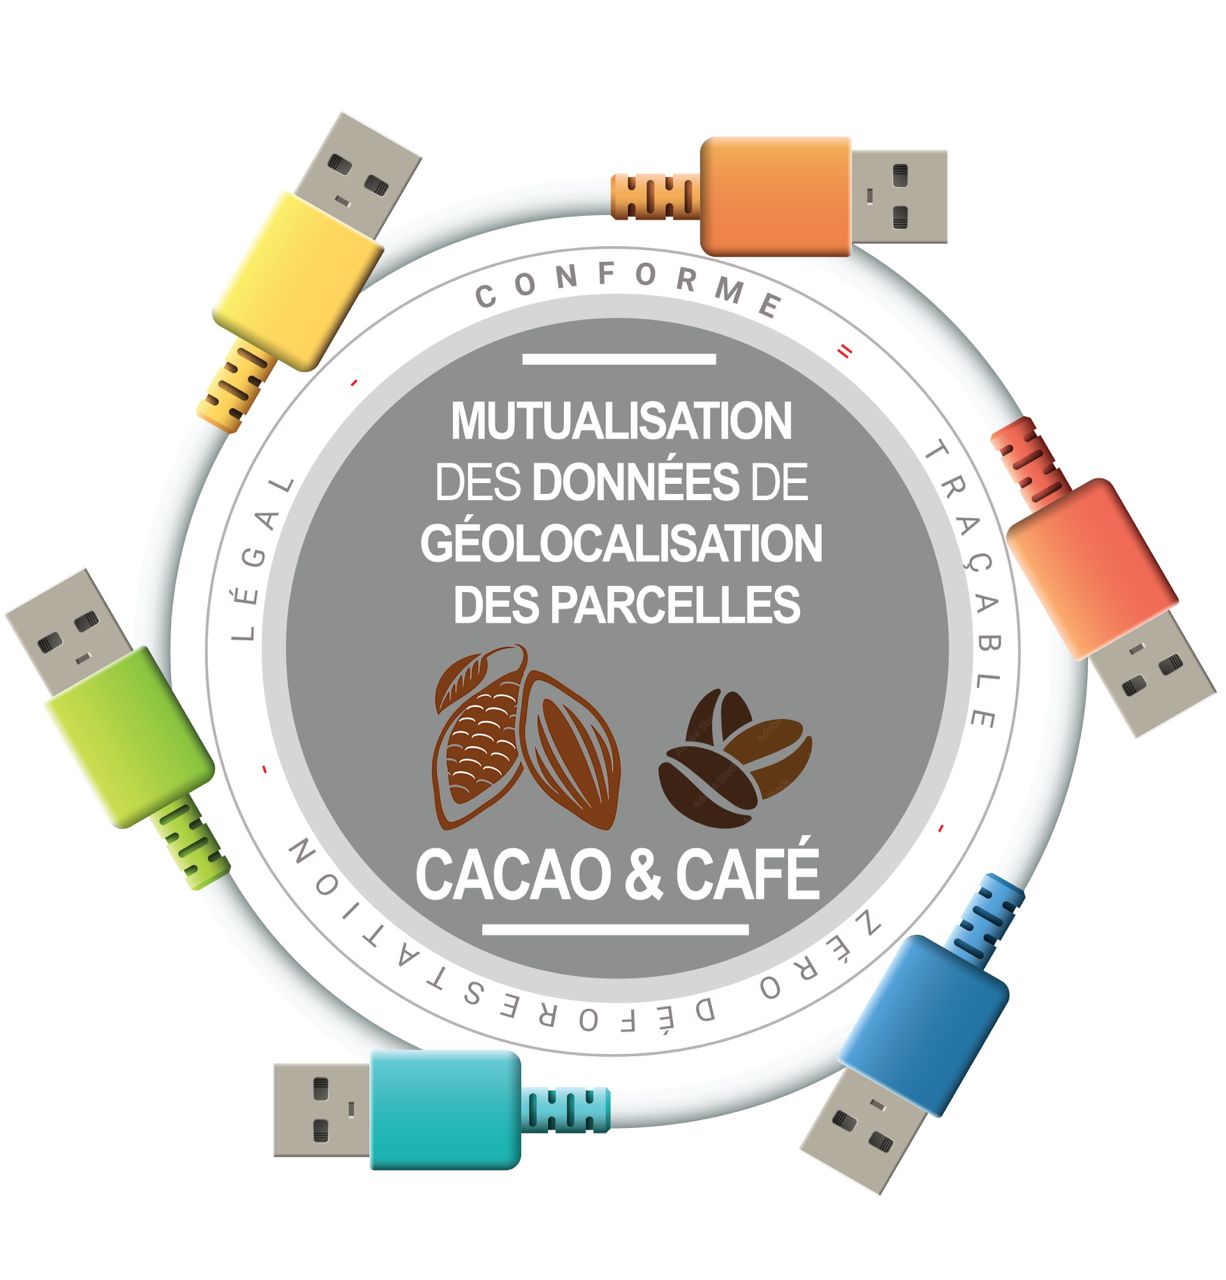 CONFORME = TRAÇABLE - ZÉRO DÉFORESTATION - LÉGAL -
MUTUALISATION
DES DONNÉES DE
GÉOLOCALISATION
DES PARCELLES
CACAO & CAFÉ